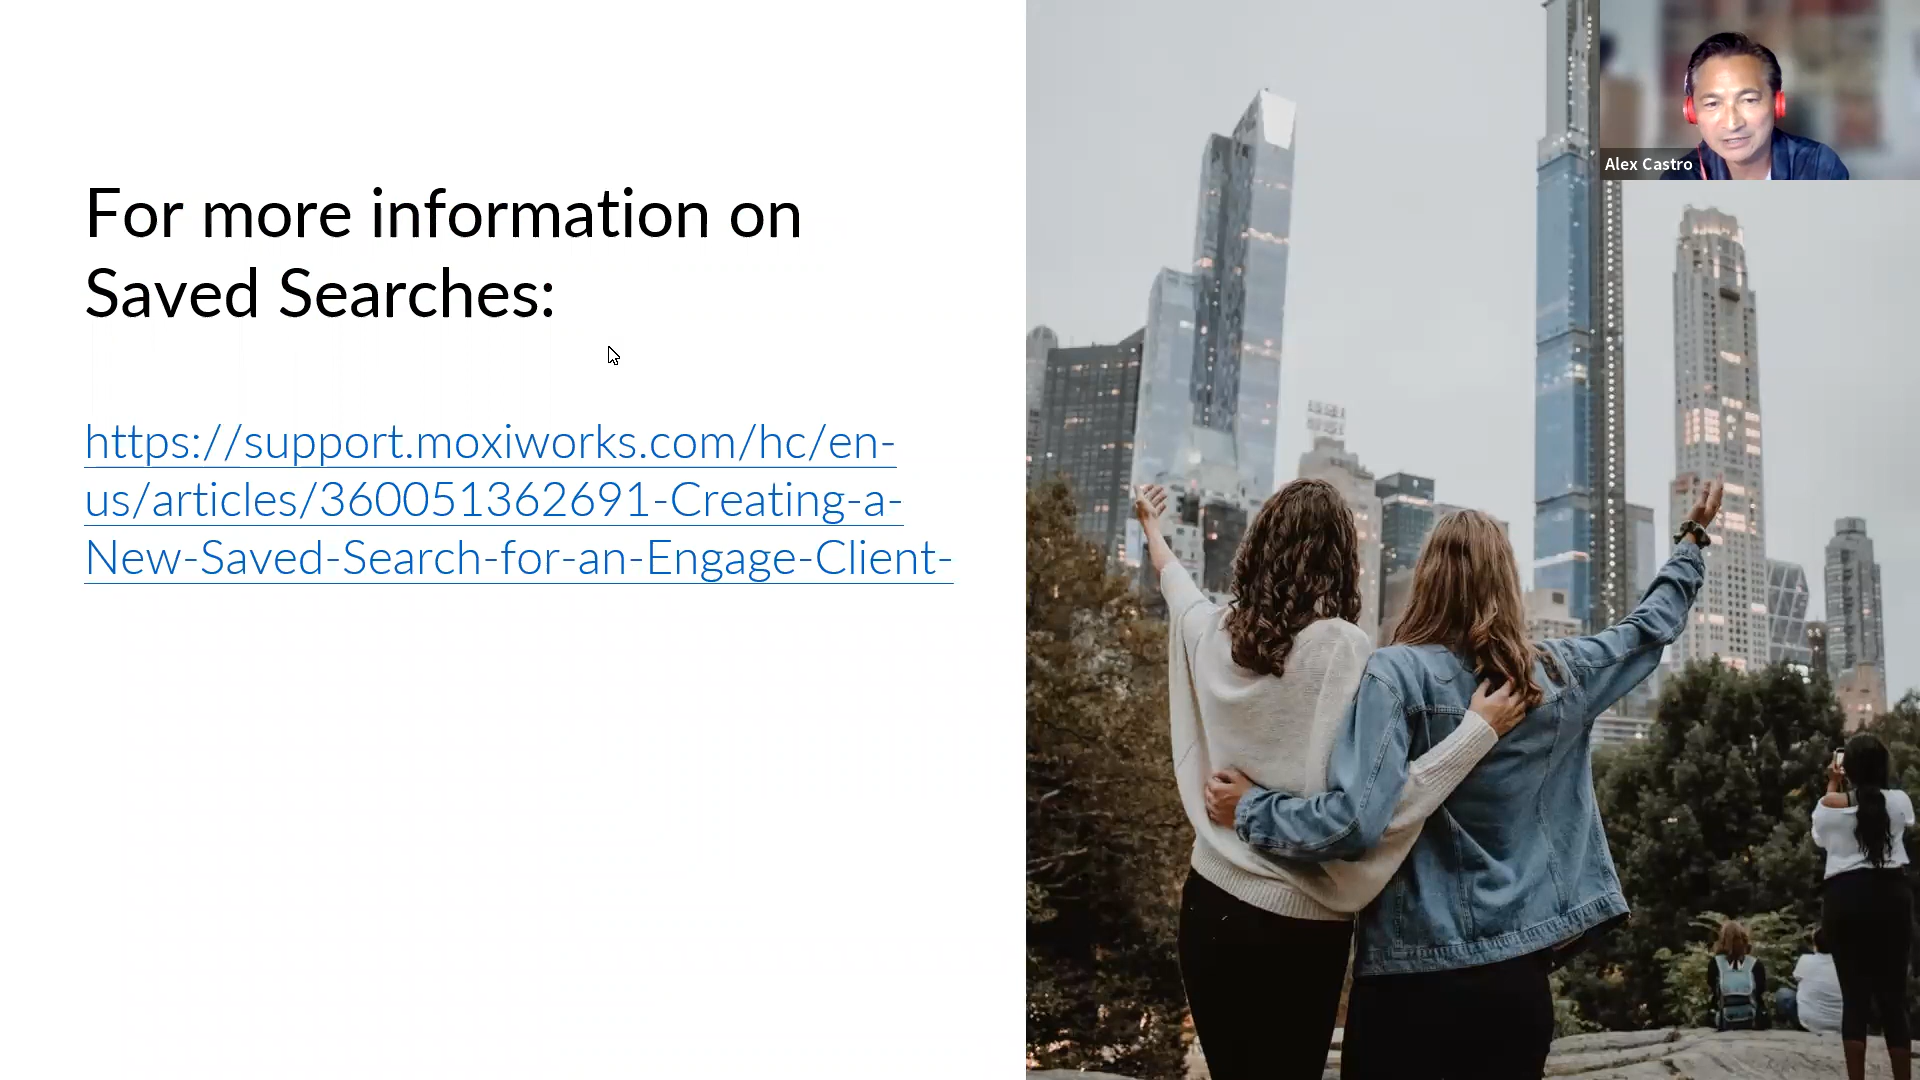 For more information on
Saved Searches:
https://support.moxiworks.com/hc/en-
us/articles/360051362691-Creating-a-
New-Saved-Search-for-an-Engage-Client-
Alex Castro